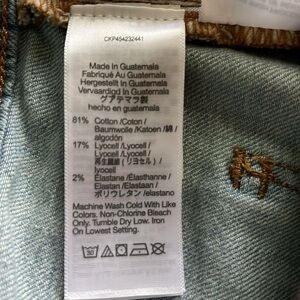 CKP454232441
Made In Guatemala
Fabriqué Au Guatemala
Hergestellt In Guatemala
Vervaardigd In Guatemala
グアテマラ製
hecho en guatemala
81% Cotton /Coton /
Baumwolle /Katoen /綿 /
algodón
17% Lyocell /Lyocell /
Lyocell /Lyocell /
再生繊維 ( リヨセル ) /
lyocell
2% Elastane /Élasthanne /
Elastan /Elastaan /
ポリウレタン /elastano
Machine Wash Cold With Like
Colors. Non-Chlorine Bleach
Only. Tumble Dry Low. Iron
On Lowest Setting.
30